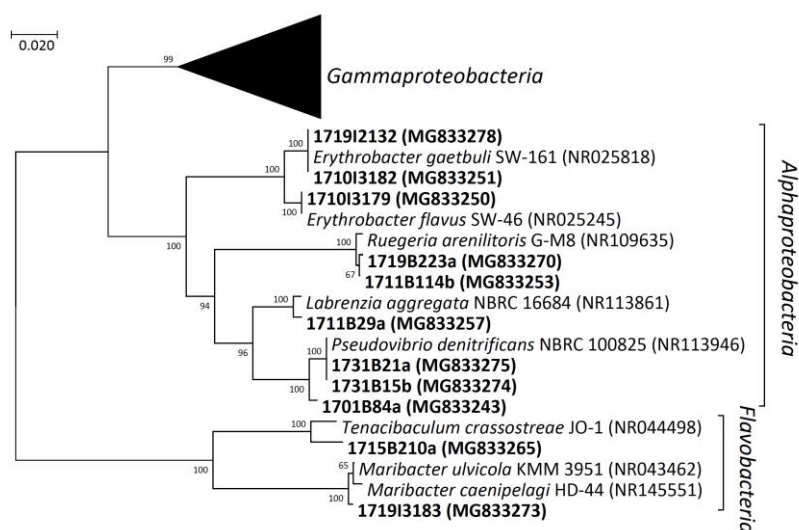 0.020
99
Gammaproteobacteria
100
1719I2132 (MG833278)
Erythrobacter gaetbuli SW-161 (NR025818)
100
1710I3182 (MG833251)
1710I3179 (MG833250)
100
Erythrobacter flavus SW-46 (NR025245)
100
Ruegeria arenilitoris G-M8 (NR109635)
100
1719B223a (MG833270)
67
1711B114b (MG833253)
94
Labrenzia aggregata NBRC 16684 (NR113861)
100
1711B29a (MG833257)
96
Pseudovibrio denitrificans NBRC 100825 (NR113946)
100
1731B21a (MG833275)
1731B15b (MG833274)
100
1701B84a (MG833243)
Alphaproteobacteria
Tenacibaculum crassostreae JO-1 (NR044498)
100
1715B210a (MG833265)
100
65
Maribacter ulvicola KMM 3951 (NR043462)
Maribacter caenipelagi HD-44 (NR145551)
100
1719I3183 (MG833273)
Flavobacteriia